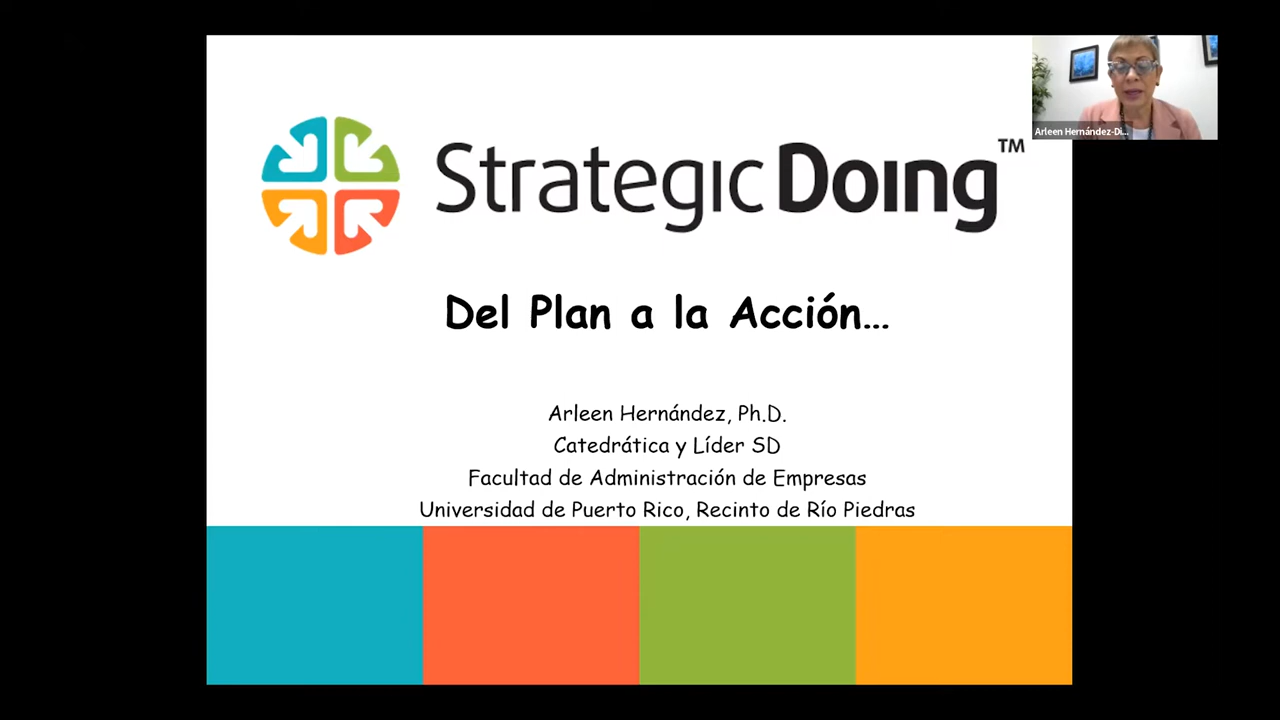 StrategicDoing™
Del Plan a la Acción...
Arleen Hernández, Ph.D.
Catedrática y Líder SD
Facultad de Administración de Empresas
Universidad de Puerto Rico, Recinto de Río Piedras
Arleen Hernández-Di...